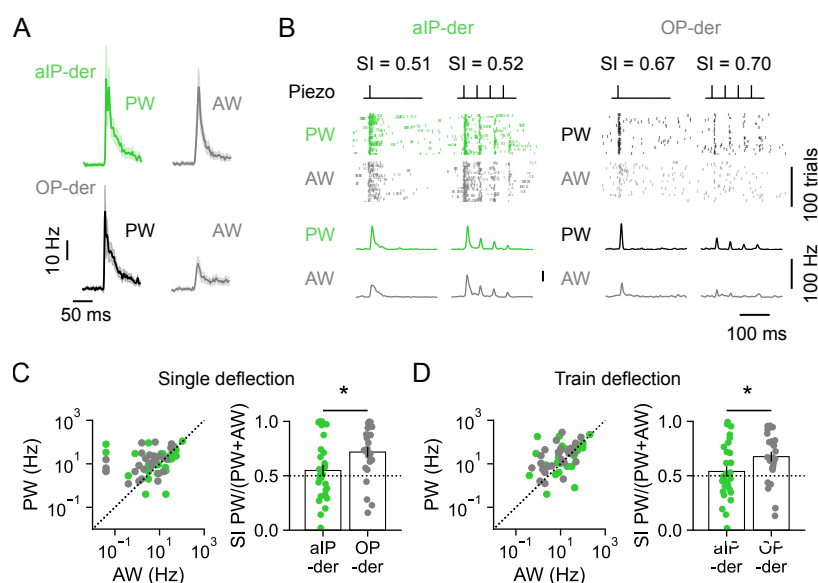 A
aIP-der
PW
AW
OP-der
PW
AW
10 Hz
50 ms
B
aIP-der
OP-der
SI = 0.51
SI = 0.52
SI = 0.67
SI = 0.70
Piezo
PW
AW
PW
AW
PW
AW
PW
AW
100 trials
100 Hz
100 ms
C
Single deflection
PW (Hz)
10³
10¹
10⁻¹
10⁻¹
10¹
10³
AW (Hz)
SI PW/(PW+AW)
1.0
0.5
0.0
*
aIP
-der
OP
-der
D
Train deflection
PW (Hz)
10³
10¹
10⁻¹
10⁻¹
10¹
10³
AW (Hz)
SI PW/(PW+AW)
1.0
0.5
0.0
*
aIP
-der
OP
-der